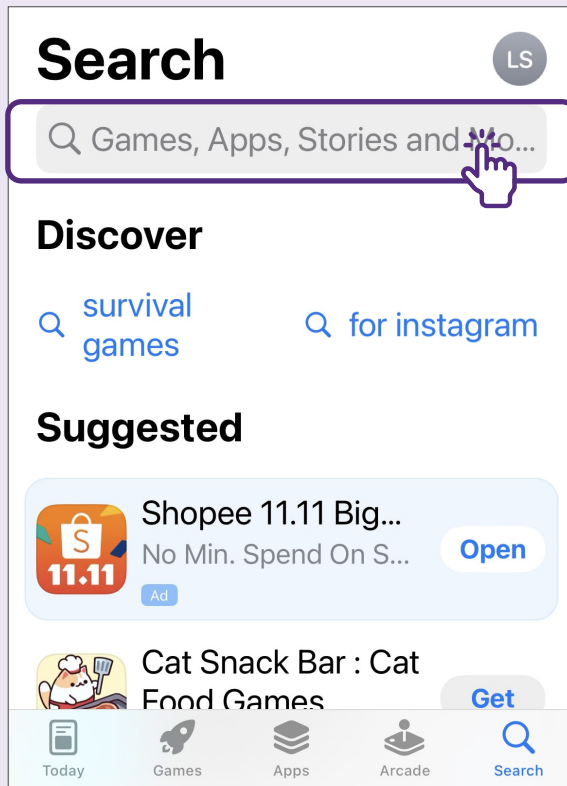 Search
LS
Games, Apps, Stories and Mo...
Discover
survival
games
for instagram
Suggested
Shopee 11.11 Big...
No Min. Spend On S...
Open
Ad
S
11.11
Cat Snack Bar : Cat
Food Games
Get
Today
Games
Apps
Arcade
Search